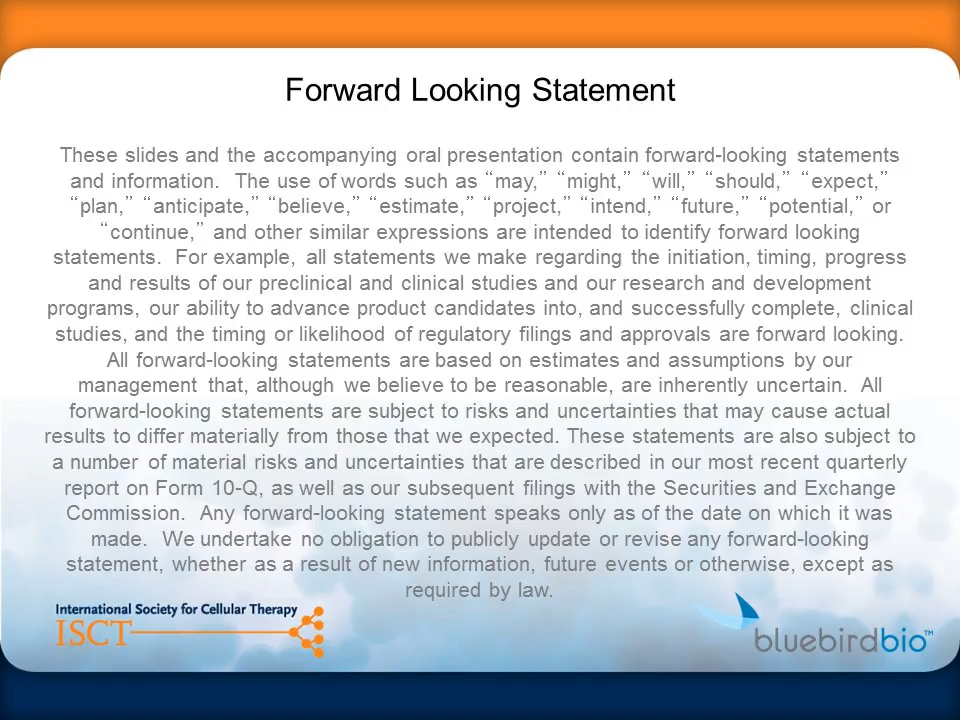 Forward Looking Statement
These slides and the accompanying oral presentation contain forward-looking statements
and information.  The use of words such as “may,” “might,” “will,” “should,” “expect,”
“plan,” “anticipate,” “believe,” “estimate,” “project,” “intend,” “future,” “potential,” or
“continue,” and other similar expressions are intended to identify forward looking
statements.  For example, all statements we make regarding the initiation, timing, progress
and results of our preclinical and clinical studies and our research and development
programs, our ability to advance product candidates into, and successfully complete, clinical
studies, and the timing or likelihood of regulatory filings and approvals are forward looking.
All forward-looking statements are based on estimates and assumptions by our
management that, although we believe to be reasonable, are inherently uncertain.  All
forward-looking statements are subject to risks and uncertainties that may cause actual
results to differ materially from those that we expected. These statements are also subject to
a number of material risks and uncertainties that are described in our most recent quarterly
report on Form 10-Q, as well as our subsequent filings with the Securities and Exchange
Commission.  Any forward-looking statement speaks only as of the date on which it was
made.  We undertake no obligation to publicly update or revise any forward-looking
statement, whether as a result of new information, future events or otherwise, except as
required by law.
International Society for Cellular Therapy
ISCT
bluebirdbio™